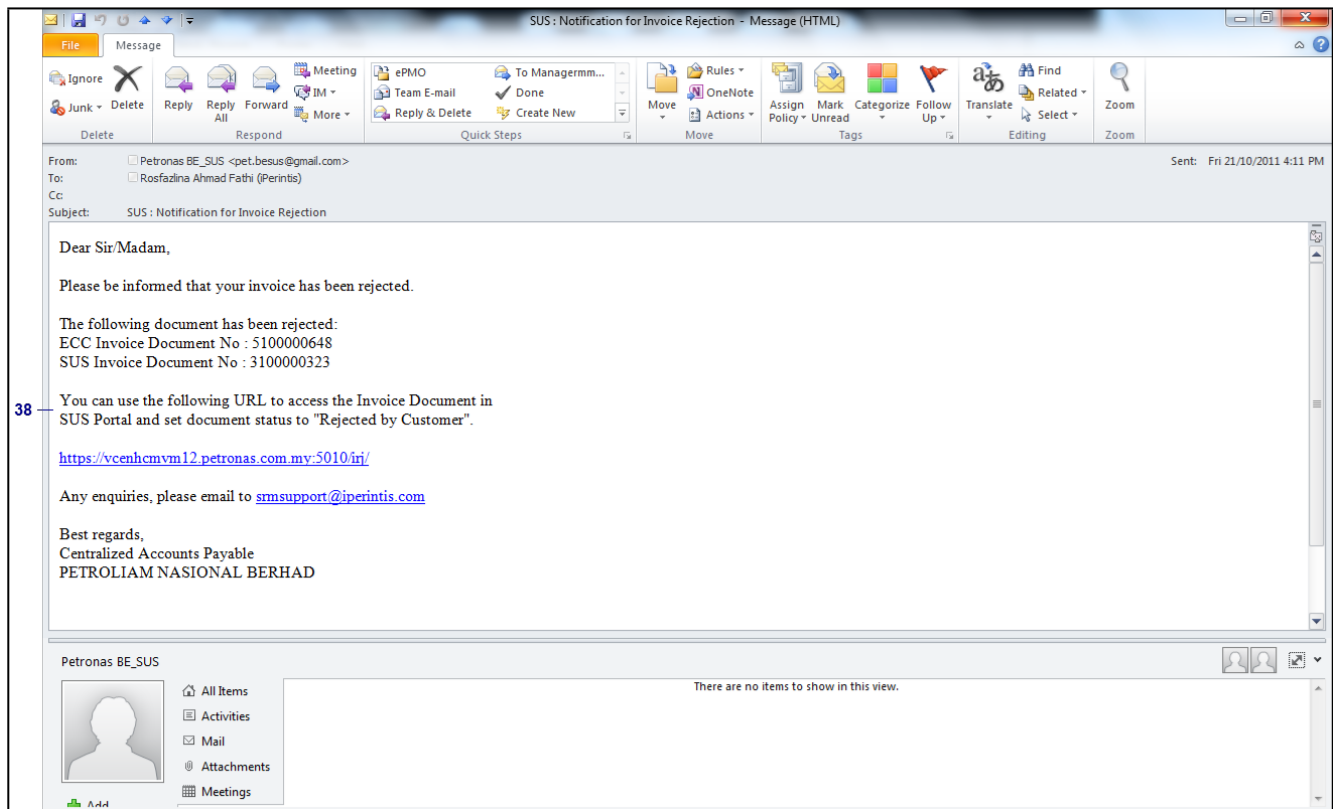 SUS : Notification for Invoice Rejection - Message (HTML)
File Message
Ignore
Junk
Delete
Reply
Reply All
Forward
Meeting
IM
More
ePMO
Team E-mail
Reply & Delete
To Managermm...
Done
Create New
Move
Rules
OneNote
Actions
Assign Policy
Mark Unread
Categorize
Follow Up
Translate
Find
Related
Select
Zoom
Delete Respond Quick Steps Move Tags Editing Zoom
From: Petronas BE_SUS <pet.besus@gmail.com> Sent: Fri 21/10/2011 4:11 PM
To: Rosfazlina Ahmad Fathi (iPerintis)
Cc:
Subject: SUS : Notification for Invoice Rejection
Dear Sir/Madam,
Please be informed that your invoice has been rejected.
The following document has been rejected:
ECC Invoice Document No : 5100000648
SUS Invoice Document No : 3100000323
38
You can use the following URL to access the Invoice Document in
SUS Portal and set document status to "Rejected by Customer".
https://vcenhcmvm12.petronas.com.my:5010/irj/
Any enquiries, please email to srmsupport@iperintis.com
Best regards,
Centralized Accounts Payable
PETROLIAM NASIONAL BERHAD
Petronas BE_SUS
All Items
Activities
Mail
Attachments
Meetings
Add
There are no items to show in this view.